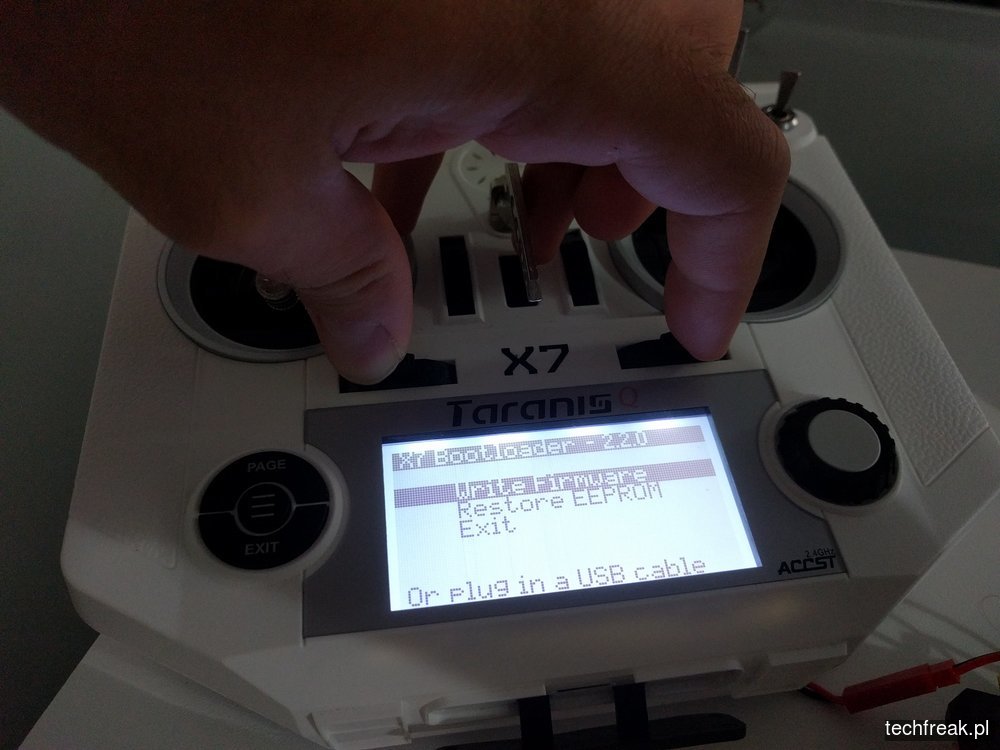 X7
Taranis Q
X7 Bootloader - 2.2.0
Write Firmware
Restore EEPROM
Exit
Or plug in a USB cable
PAGE
EXIT
2.4GHz
ACCST
techfreak.pl